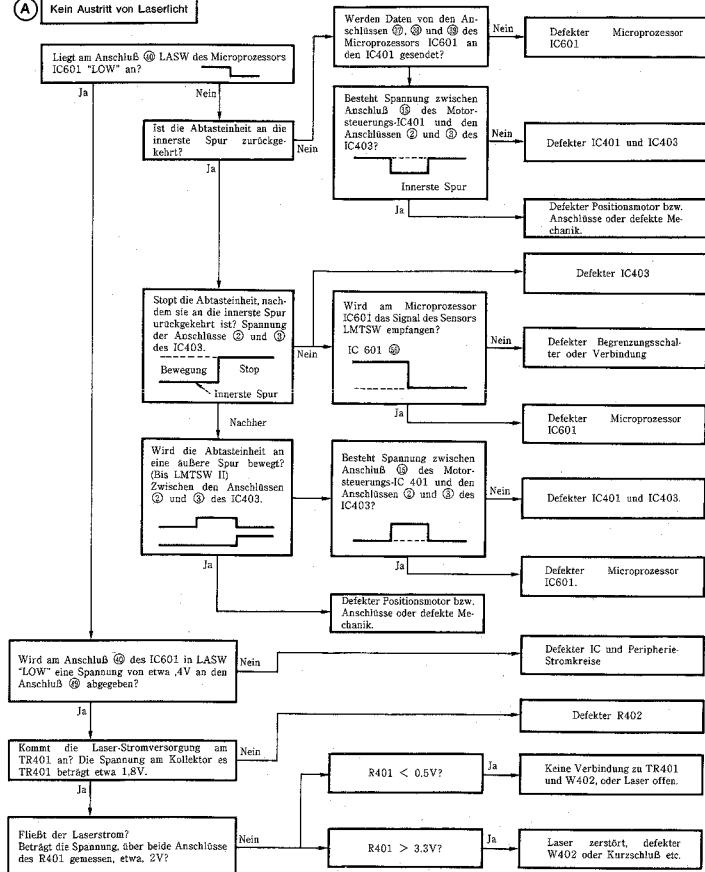 A
Kein Austritt von Laserlicht
Liegt am Anschluß ㊵ LASW des Microprozessors
IC601 "LOW" an?
Ja
Nein
Werden Daten von den An-
schlüssen ㊲, ㊳ und ㊴ des
Microprozessors IC601 an
den IC401 gesendet?
Nein
Defekter Microprozessor
IC601
Ist die Abtasteinheit an die
innerste Spur zurückge-
kehrt?
Nein
Ja
Besteht Spannung zwischen
Anschluß ⑮ des Motor-
steuerungs-IC401 und den
Anschlüssen ② und ③ des
IC403?
Innerste Spur
Nein
Defekter IC401 und IC403
Ja
Defekter Positionsmotor bzw.
Anschlüsse oder defekte Me-
chanik.
Stopt die Abtasteinheit, nach-
dem sie an die innerste Spur
urückgekehrt ist? Spannung
der Anschlüsse ② und ③
des IC403.
Bewegung Stop
Innerste Spur
Nein
Nachher
Defekter IC403
Wird am Microprozessor
IC601 das Signal des Sensors
LMTSW empfangen?
IC 601
Nein
Defekter Begrenzungsschal-
ter oder Verbindung
Ja
Defekter Microprozessor
IC601
Wird die Abtasteinheit an
eine äußere Spur bewegt?
(Bis LMTSW II)
Zwischen den Anschlüssen
② und ③ des IC403.
Ja
Besteht Spannung zwischen
Anschluß ⑮ des Motor-
steuerungs-IC 401 und den
Anschlüssen ② und ③ des
IC403?
Nein
Defekter IC401 und IC403.
Ja
Defekter Microprozessor
IC601.
Defekter Positionsmotor bzw.
Anschlüsse oder defekte Me-
chanik.
Wird am Anschluß ㊵ des IC601 in LASW
"LOW" eine Spannung von etwa ,4V an den
Anschluß abgegeben?
Nein
Defekter IC und Peripherie-
Stromkreise
Ja
Kommt die Laser-Stromversorgung am
TR401 an? Die Spannung am Kollektor es
TR401 beträgt etwa 1,8V.
Nein
Defekter R402
Ja
Fließt der Laserstrom?
Beträgt die Spannung, über beide Anschlüsse
des R401 gemessen, etwa, 2V?
Nein
R401 < 0.5V?
Ja
Keine Verbindung zu TR401
und W402, oder Laser offen.
R401 > 3.3V?
Ja
Laser zerstört, defekter
W402 oder Kurzschluß etc.